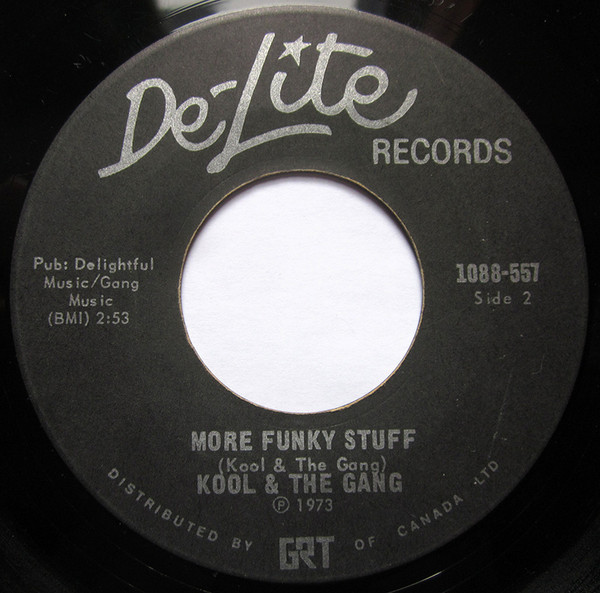 De-Lite
RECORDS
Pub: Delightful
Music/Gang
Music
(BMI) 2:53
1088-557
Side 2
MORE FUNKY STUFF
(Kool & The Gang)
KOOL & THE GANG
℗ 1973
DISTRIBUTED BY GRT OF CANADA LTD